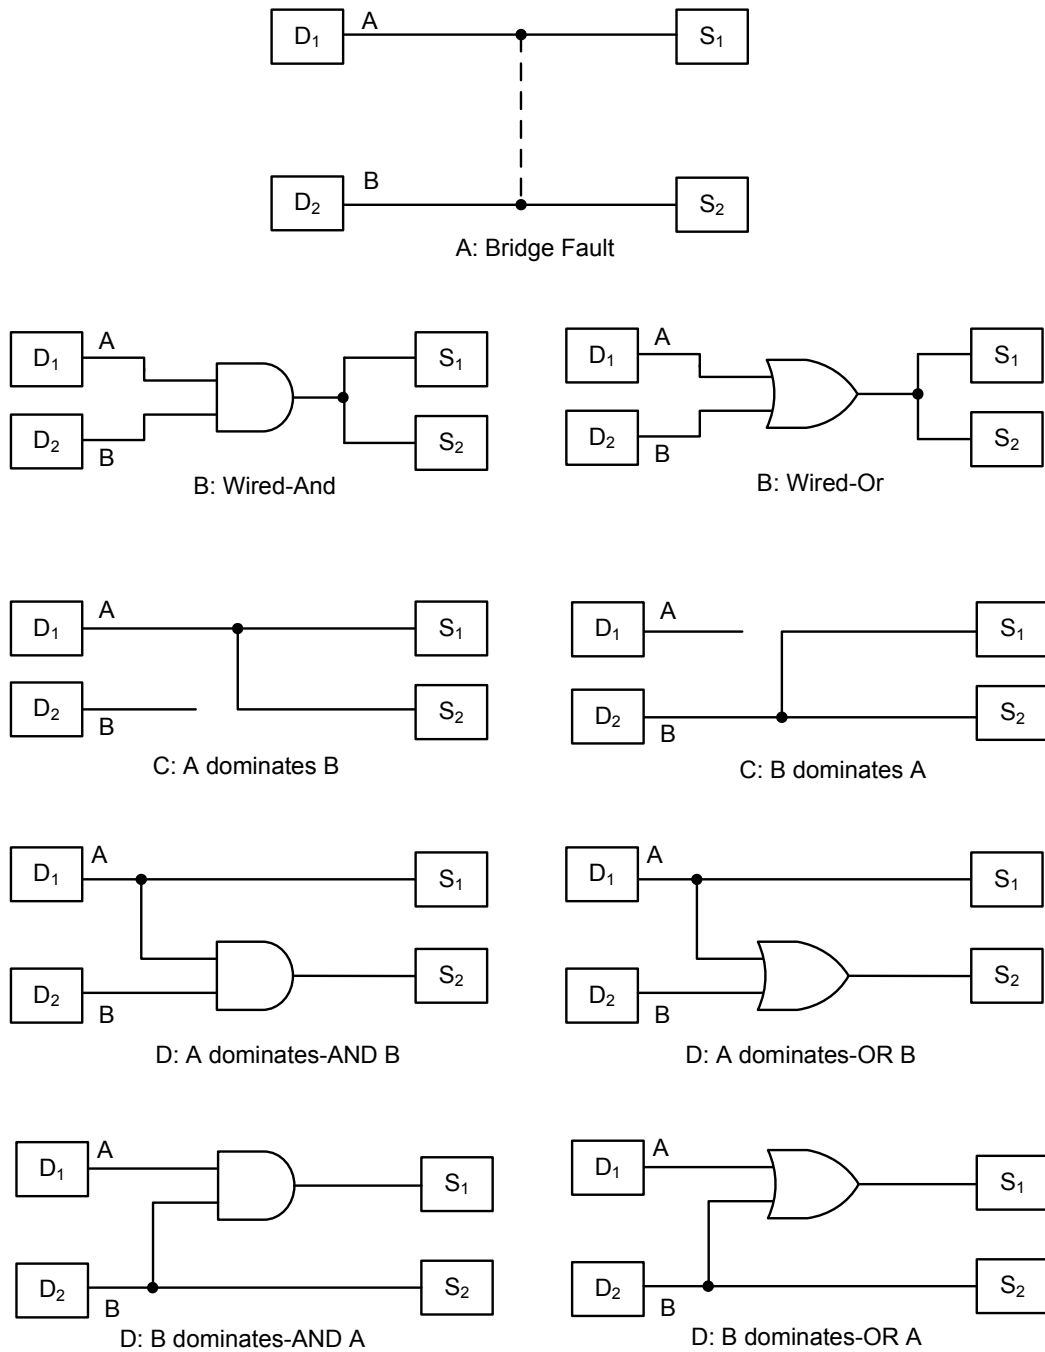 D1 A S1
D2 B S2
A: Bridge Fault
D1 A S1
D2 B S2
B: Wired-And
D1 A S1
D2 B S2
B: Wired-Or
D1 A S1
D2 B S2
C: A dominates B
D1 A S1
D2 B S2
C: B dominates A
D1 A S1
D2 B S2
D: A dominates-AND B
D1 A S1
D2 B S2
D: A dominates-OR B
D1 A S1
D2 B S2
D: B dominates-AND A
D1 A S1
D2 B S2
D: B dominates-OR A